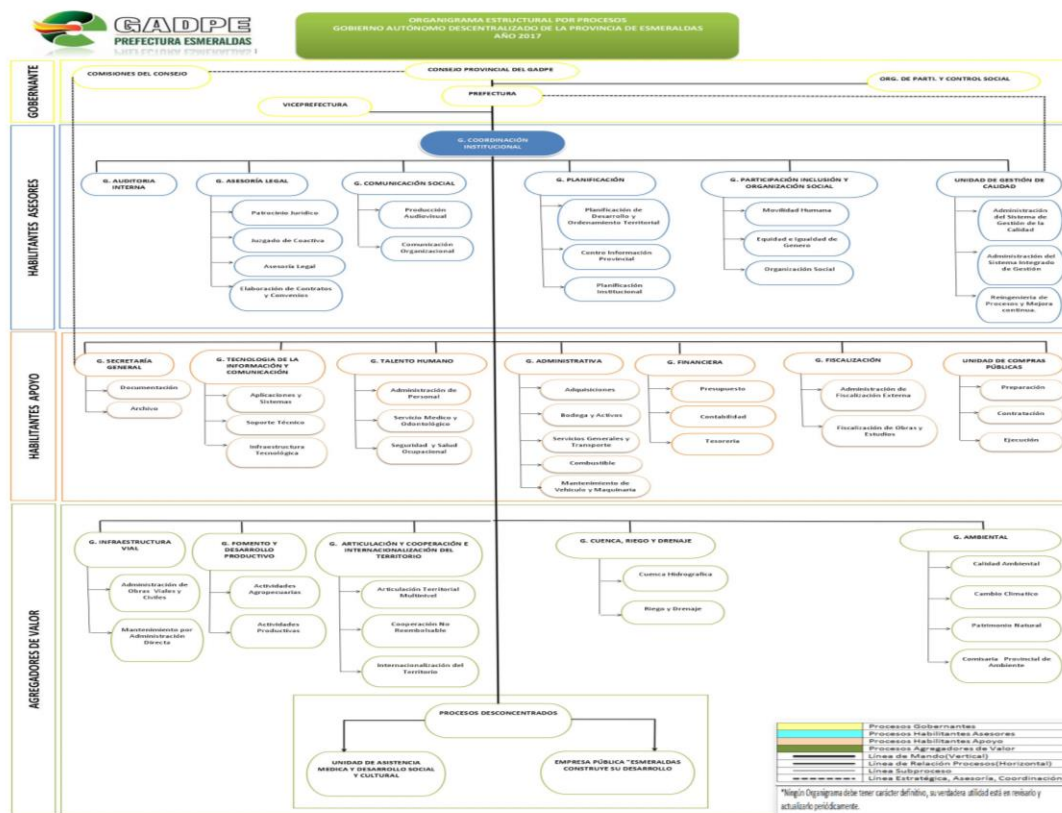 GADPE
PREFECTURA ESMERALDAS
ORGANIGRAMA ESTRUCTURAL POR PROCESOS
GOBIERNO AUTÓNOMO DESCENTRALIZADO DE LA PROVINCIA DE ESMERALDAS
AÑO 2017
GOBERNANTE
COMISIONES DEL CONSEJO
CONSEJO PROVINCIAL DEL GADPE
ORG. DE PARTI. Y CONTROL SOCIAL
PREFECTURA
VICEPREFECTURA
HABILITANTES ASESORES
G. COORDINACIÓN
INSTITUCIONAL
G. AUDITORIA
INTERNA
G. ASESORÍA LEGAL
Patrocinio Jurídico
Juzgado de Coactiva
Asesoría Legal
Elaboración de Contratos
y Convenios
G. COMUNICACIÓN SOCIAL
Producción
Audiovisual
Comunicación
Organizacional
G. PLANIFICACIÓN
Planificación de
Desarrollo y
Ordenamiento Territorial
Centro Información
Provincial
Planificación
Institucional
G. PARTICIPACIÓN INCLUSIÓN Y
ORGANIZACIÓN SOCIAL
Movilidad Humana
Equidad e Igualdad de
Genero
Organización Social
UNIDAD DE GESTIÓN DE
CALIDAD
Administración
del Sistema de
Gestión de la
Calidad
Administración del
Sistema Integrado
de Gestión
Reingeniería de
Procesos y Mejora
continua.
HABILITANTES APOYO
G. SECRETARÍA
GENERAL
Documentación
Archivo
G. TECNOLOGIA DE LA
INFORMACIÓN Y
COMUNICACIÓN
Aplicaciones y
Sistemas
Soporte Técnico
Infraestructura
Tecnológica
G. TALENTO HUMANO
Administración de
Personal
Servicio Medico y
Odontológico
Seguridad y Salud
Ocupacional
G. ADMINISTRATIVA
Adquisiciones
Bodega y Activos
Servicios Generales y
Transporte
Combustible
Mantenimiento de
Vehiculo y Maquinaria
G. FINANCIERA
Presupuesto
Contabilidad
Tesorería
G. FISCALIZACIÓN
Administración de
Fiscalización Externa
Fiscalización de Obras y
Estudios
UNIDAD DE COMPRAS
PÚBLICAS
Preparación
Contratación
Ejecución
AGREGADORES DE VALOR
G. INFRAESTRUCTURA
VIAL
Administración de
Obras Viales y
Civiles
Mantenimiento por
Administración
Directa
G. FOMENTO Y
DESARROLLO
PRODUCTIVO
Actividades
Agropecuarias
Actividades
Productivas
G. ARTICULACIÓN Y COOPERACIÓN E
INTERNACIONALIZACIÓN DEL
TERRITORIO
Articulación Territorial
Multinivel
Cooperación No
Reembolsable
Internacionalización del
Territorio
G. CUENCA, RIEGO Y DRENAJE
Cuenca Hidrografica
Riego y Drenaje
G. AMBIENTAL
Calidad Ambiental
Cambio Climatico
Patrimonio Natural
Comisaria Provincial de
Ambiente
PROCESOS DESCONCENTRADOS
UNIDAD DE ASISTENCIA
MEDICA Y DESARROLLO SOCIAL
Y CULTURAL
EMPRESA PÚBLICA "ESMERALDAS
CONSTRUYE SU DESARROLLO
Procesos Gobernantes
Procesos Habilitantes Asesores
Procesos Habilitantes Apoyo
Procesos Agregadores de Valor
Línea de Mando(Vertical)
Línea de Relación Procesos(Horizontal)
Línea Subproceso
Línea Estratégica, Asesoría, Coordinación
*Ningún Organigrama debe tener carácter definitivo, su verdadera utilidad está en revisarlo y
actualizarlo periódicamente.